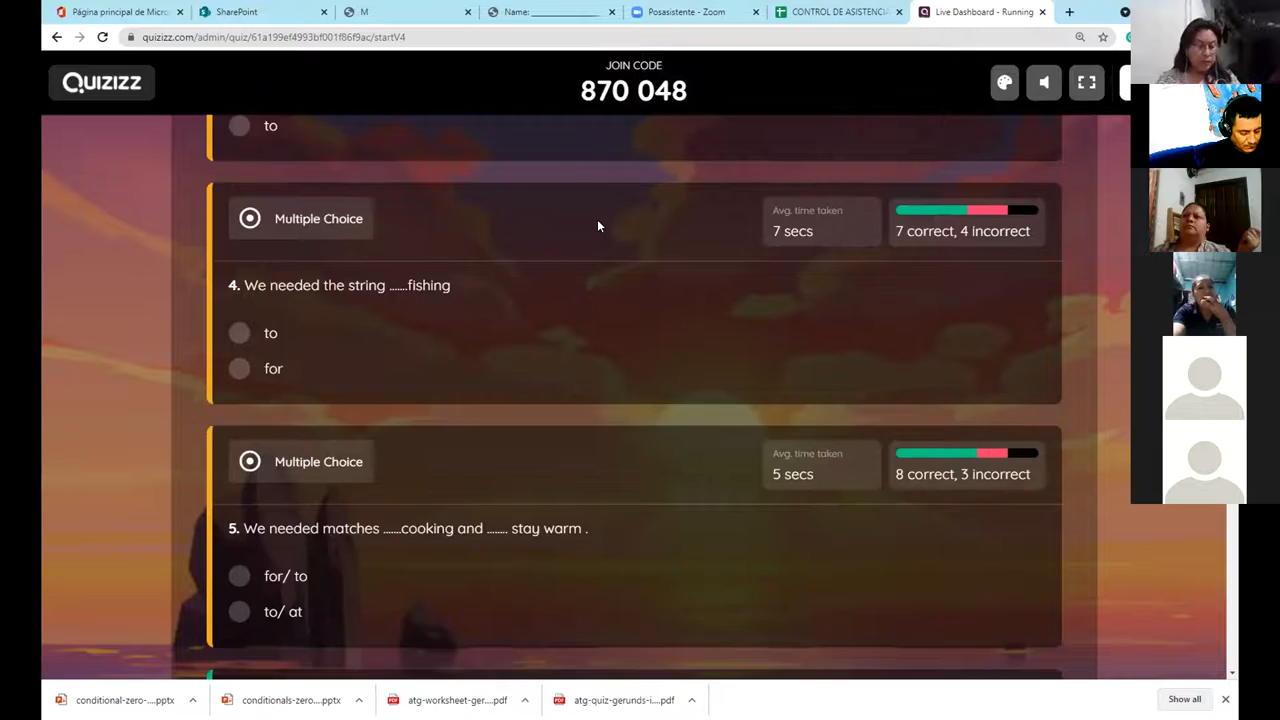 Página principal de Micro
SharePoint
M
Name: ____________
Posasistente - Zoom
CONTROL DE ASISTENCIA
Live Dashboard - Running
quizizz.com/admin/quiz/61a199ef4993bf001f86f9ac/startV4
QUIZIZZ
JOIN CODE
870 048
to
Multiple Choice
Avg. time taken
7 secs
7 correct, 4 incorrect
4. We needed the string .......fishing
to
for
Multiple Choice
Avg. time taken
5 secs
8 correct, 3 incorrect
5. We needed matches .......cooking and ........ stay warm .
for/ to
to/ at
conditional-zero-....pptx
conditionals-zero....pptx
atg-worksheet-ger....pdf
atg-quiz-gerunds-i....pdf
Show all